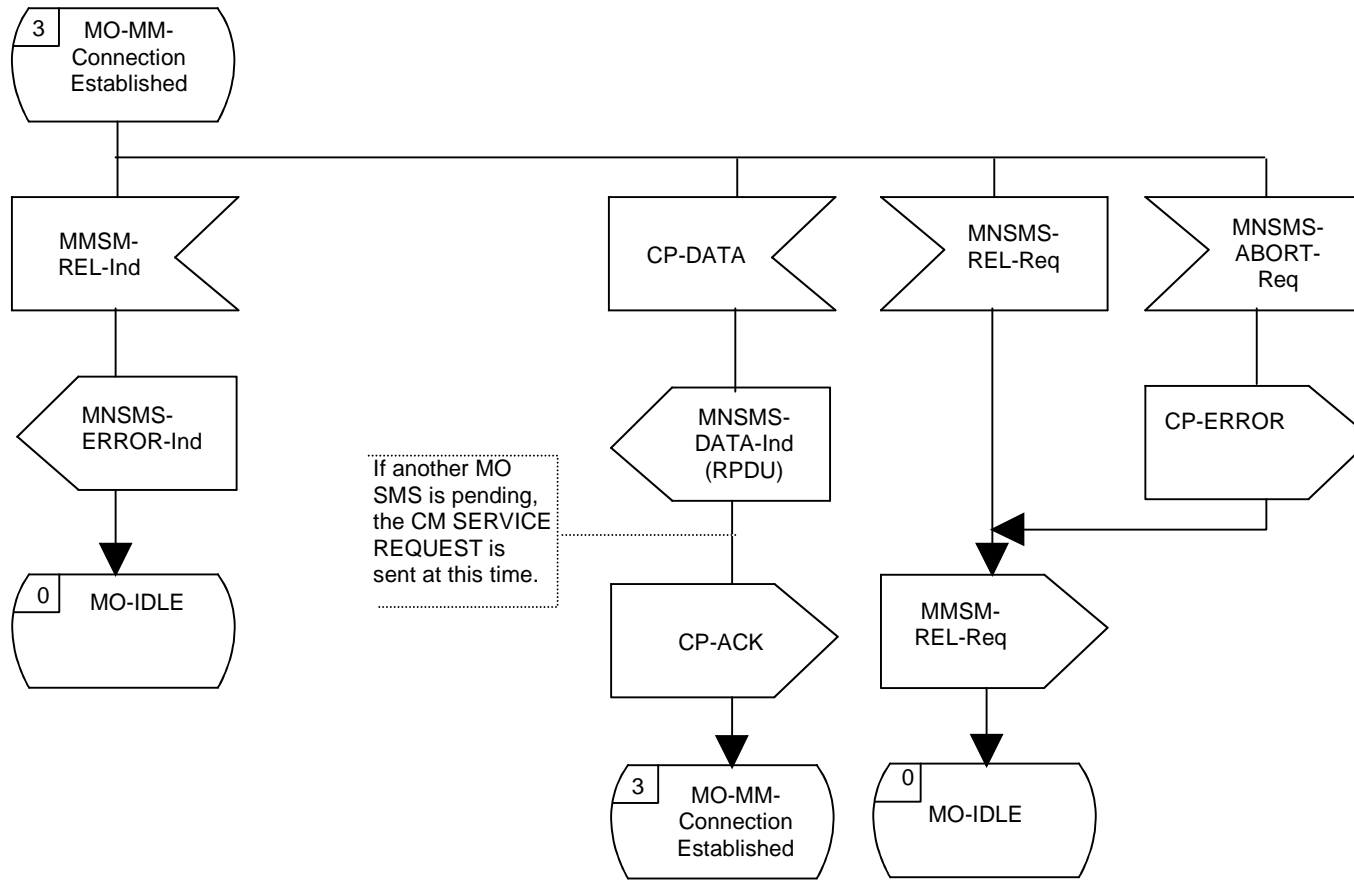 3
MO-MM-
Connection
Established
MMSM-
REL-Ind
CP-DATA
MNSMS-
REL-Req
MNSMS-
ABORT-
Req
MNSMS-
ERROR-Ind
MNSMS-
DATA-Ind
(RPDU)
CP-ERROR
If another MO
SMS is pending,
the CM SERVICE
REQUEST is
sent at this time.
0
MO-IDLE
CP-ACK
MMSM-
REL-Req
3
MO-MM-
Connection
Established
0
MO-IDLE